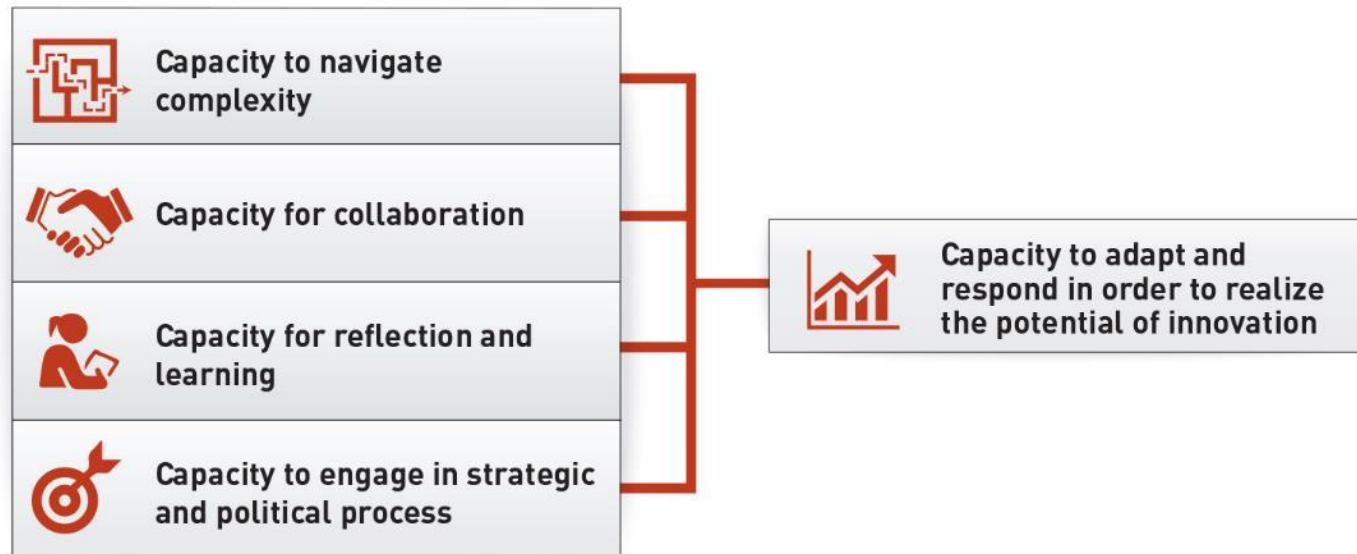 Capacity to navigate
complexity
Capacity for collaboration
Capacity for reflection and
learning
Capacity to engage in strategic
and political process
Capacity to adapt and
respond in order to realize
the potential of innovation